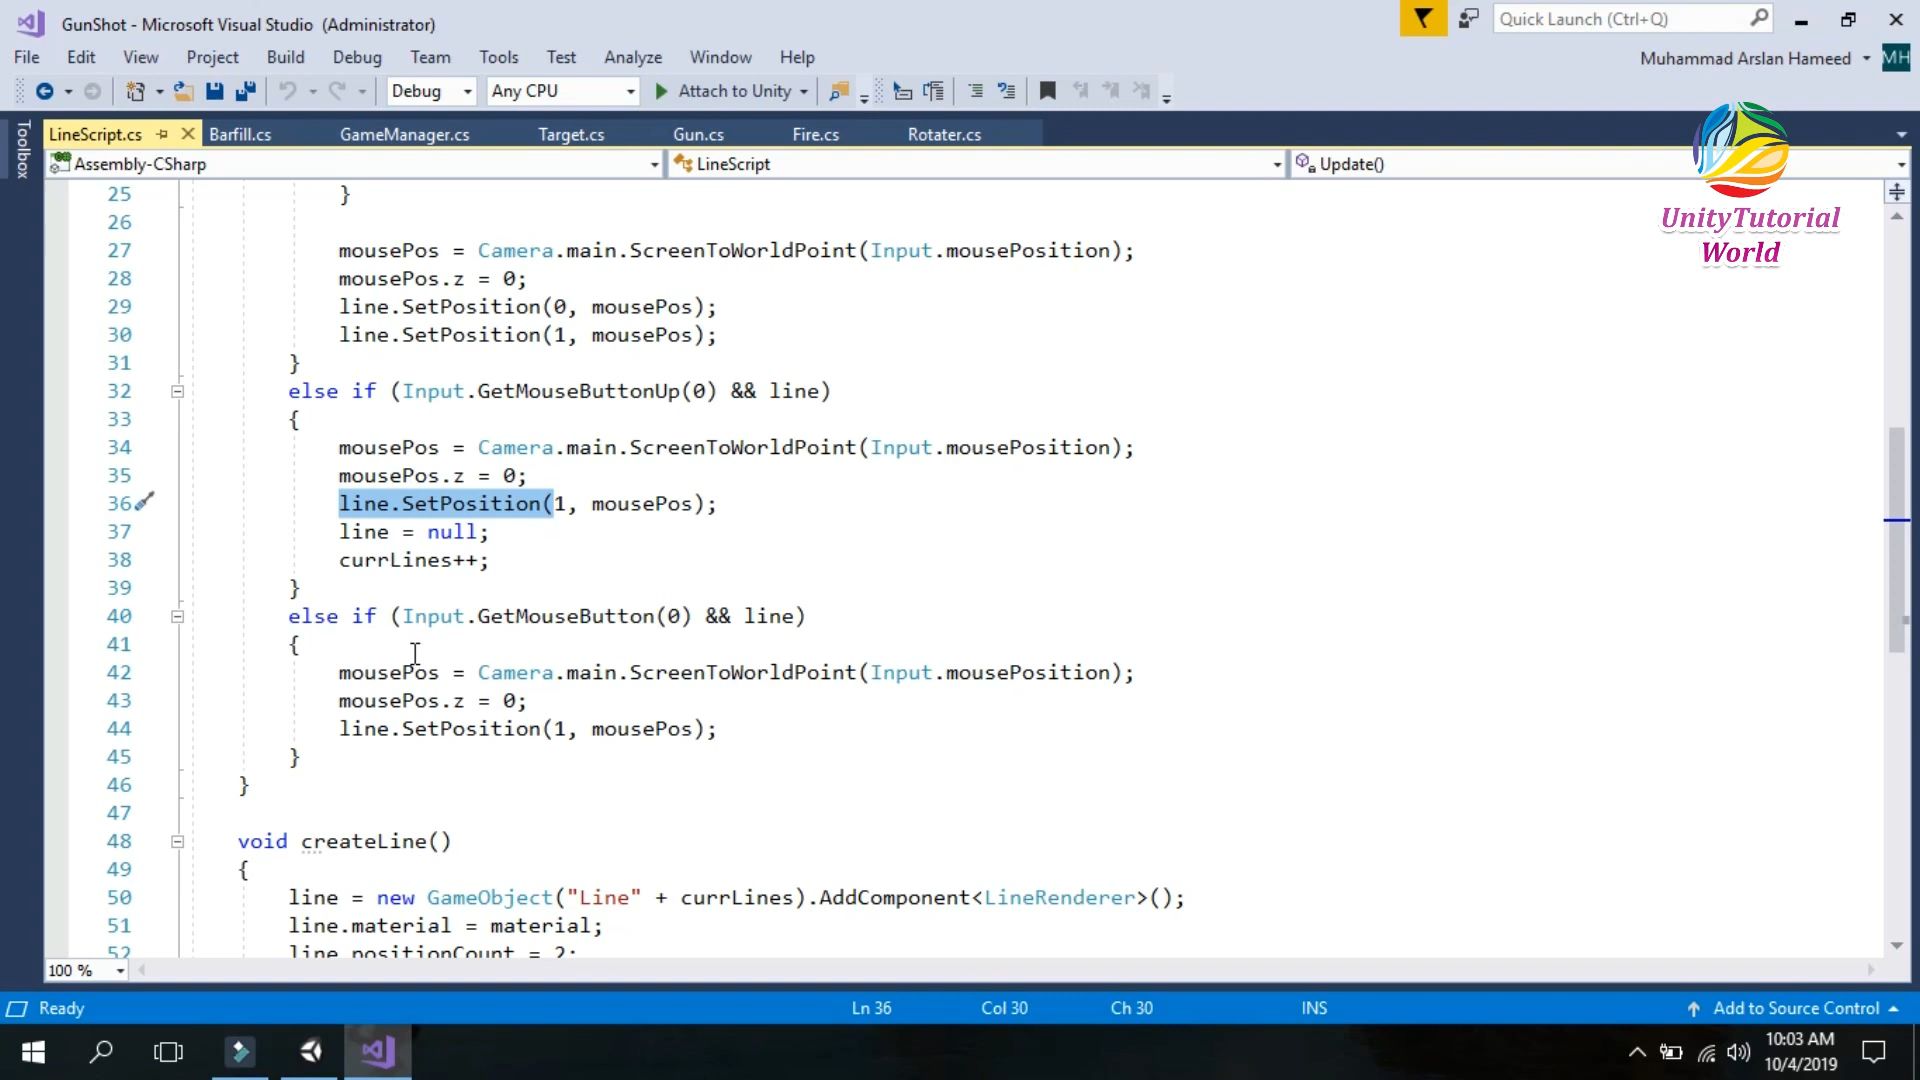 GunShot - Microsoft Visual Studio (Administrator)
Quick Launch (Ctrl+Q)
File Edit View Project Build Debug Team Tools Test Analyze Window Help
Muhammad Arslan Hameed MH
Debug Any CPU Attach to Unity
Toolbox
LineScript.cs Barfill.cs GameManager.cs Target.cs Gun.cs Fire.cs Rotater.cs
Assembly-CSharp LineScript Update()
UnityTutorial
World
25 }
26
27 mousePos = Camera.main.ScreenToWorldPoint(Input.mousePosition);
28 mousePos.z = 0;
29 line.SetPosition(0, mousePos);
30 line.SetPosition(1, mousePos);
31 }
32 else if (Input.GetMouseButtonUp(0) && line)
33 {
34 mousePos = Camera.main.ScreenToWorldPoint(Input.mousePosition);
35 mousePos.z = 0;
36 line.SetPosition(1, mousePos);
37 line = null;
38 currLines++;
39 }
40 else if (Input.GetMouseButton(0) && line)
41 {
42 mousePos = Camera.main.ScreenToWorldPoint(Input.mousePosition);
43 mousePos.z = 0;
44 line.SetPosition(1, mousePos);
45 }
46 }
47
48 void createLine()
49 {
50 line = new GameObject("Line" + currLines).AddComponent<LineRenderer>();
51 line.material = material;
52 line.positionCount = 2;
100 %
Ready Ln 36 Col 30 Ch 30 INS Add to Source Control
10:03 AM
10/4/2019